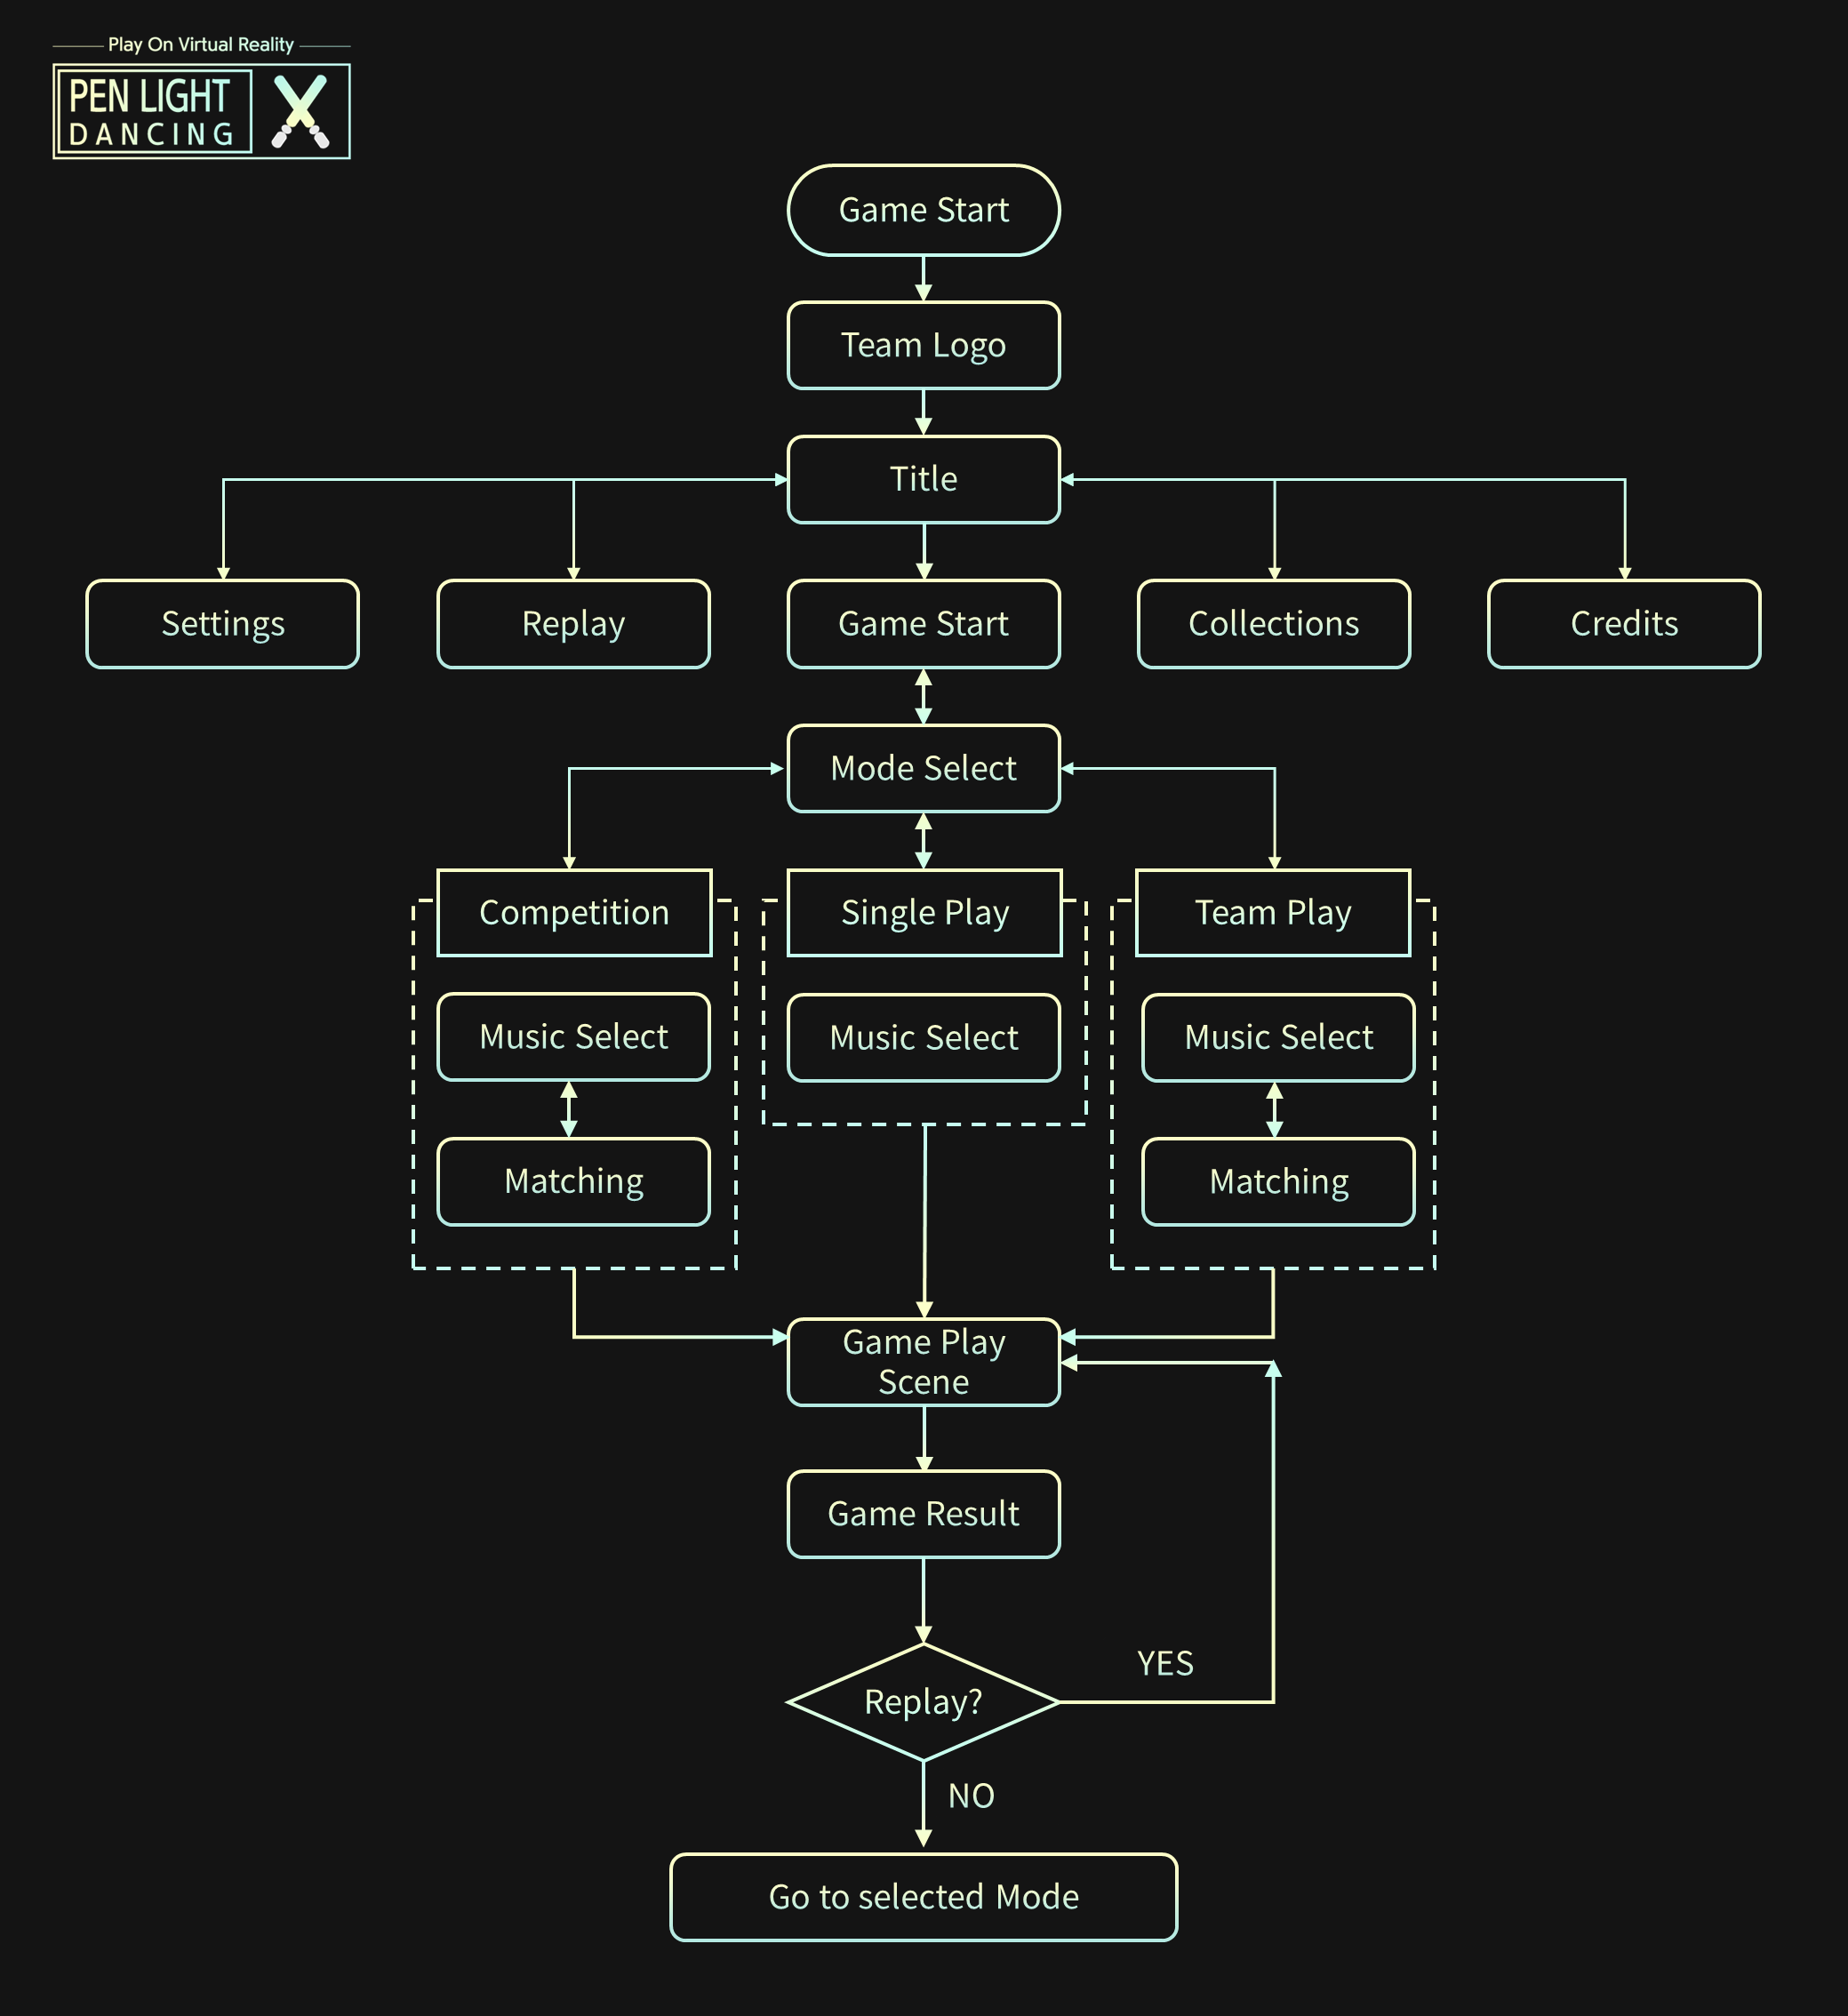 Play On Virtual Reality
PEN LIGHT
DANCING
Game Start
Team Logo
Title
Settings
Replay
Game Start
Collections
Credits
Mode Select
Competition
Single Play
Team Play
Music Select
Music Select
Music Select
Matching
Matching
Game Play
Scene
Game Result
Replay?
YES
NO
Go to selected Mode